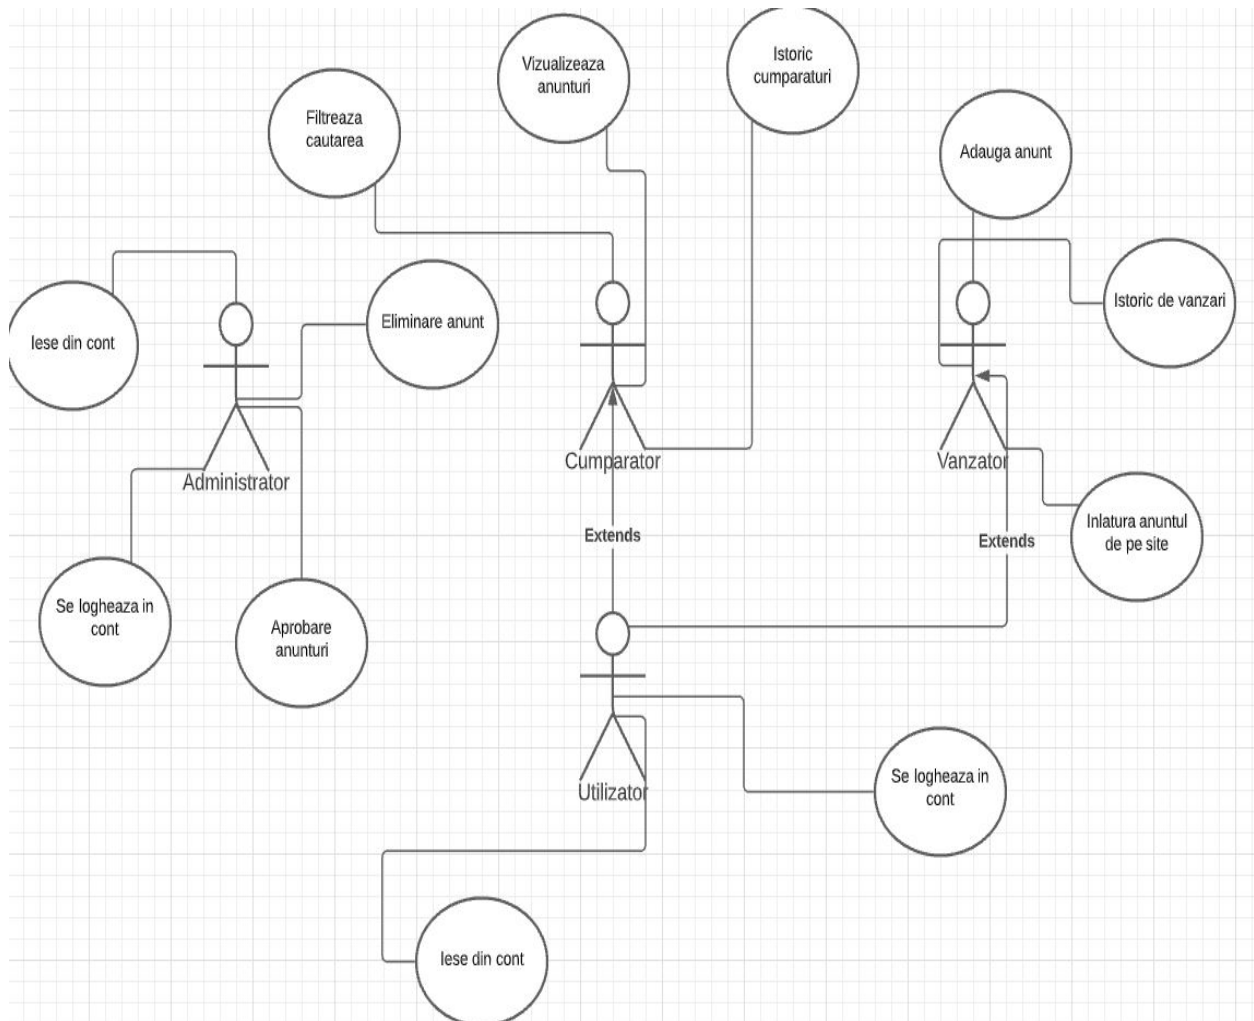 Vizualizeaza
anunturi
Istoric
cumparaturi
Filtreaza
cautarea
Adauga anunt
Iese din cont
Eliminare anunt
Istoric de vanzari
Administrator
Cumparator
Vanzator
Extends
Extends
Inlatura anuntul
de pe site
Se logheaza in
cont
Aprobare
anunturi
Utilizator
Se logheaza in
cont
Iese din cont